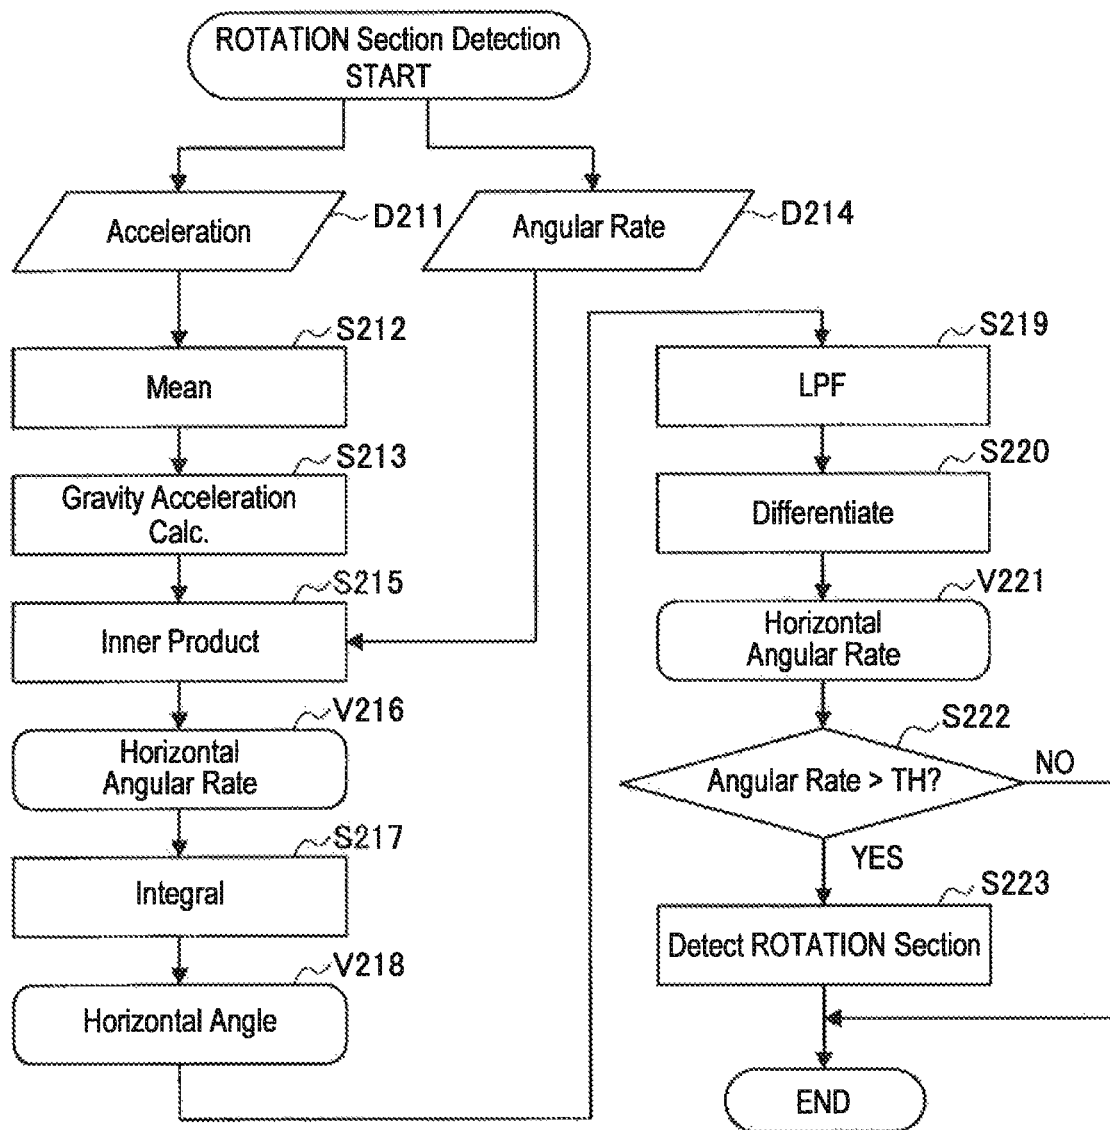 ROTATION Section Detection
START
D211
Acceleration
D214
Angular Rate
S212
Mean
S213
Gravity Acceleration
Calc.
S215
Inner Product
V216
Horizontal
Angular Rate
S217
Integral
V218
Horizontal Angle
S219
LPF
S220
Differentiate
V221
Horizontal
Angular Rate
S222
Angular Rate > TH?
NO
YES
S223
Detect ROTATION Section
END